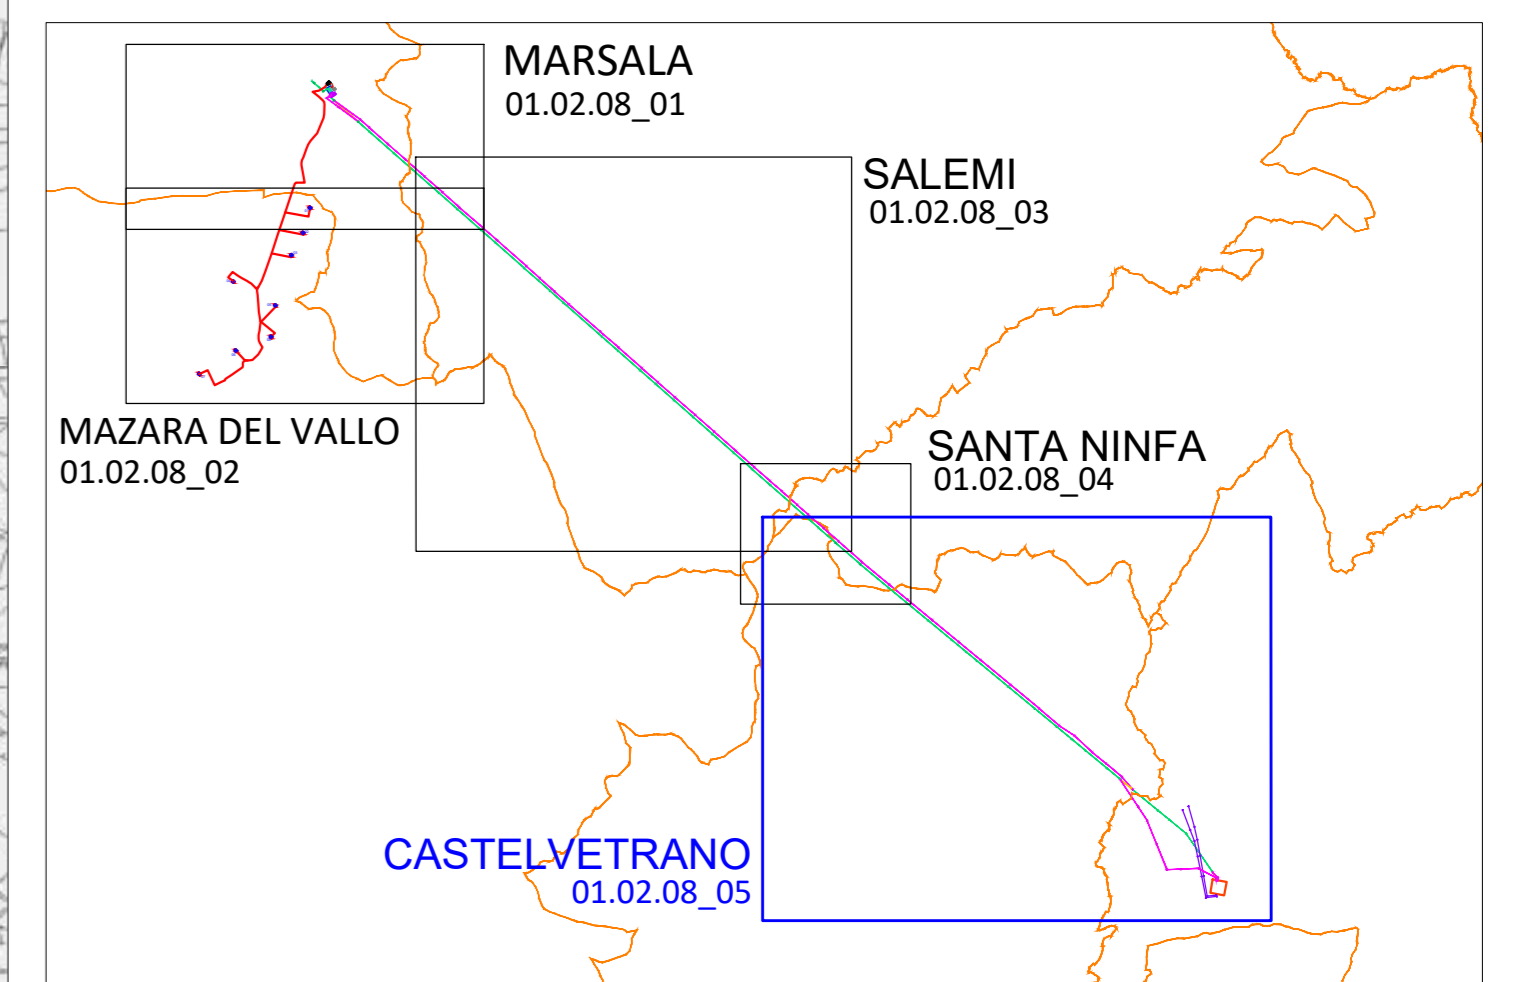 MARSALA
01.02.08_01
SALEMI
01.02.08_03
MAZARA DEL VALLO
01.02.08_02
SANTA NINFA
01.02.08_04
CASTELVETRANO
01.02.08_05